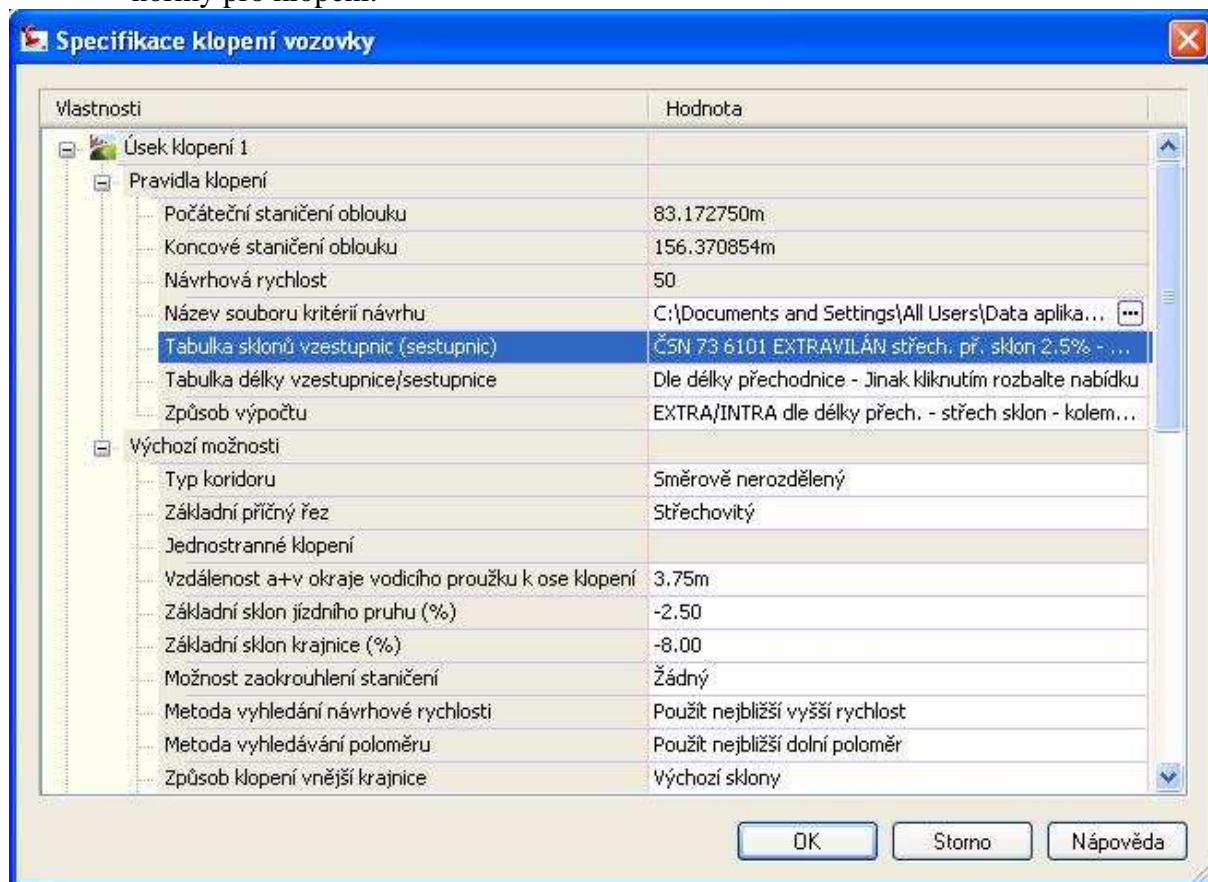 normy pro klopení.
Specifikace klopení vozovky
Vlastnosti Hodnota
Úsek klopení 1
Pravidla klopení
Počáteční staničení oblouku 83.172750m
Koncové staničení oblouku 156.370854m
Návrhová rychlost 50
Název souboru kritérií návrhu C:\Documents and Settings\All Users\Data aplika... ...
Tabulka sklonů vzestupnic (sestupnic) ČSN 73 6101 EXTRAVILÁN střech. př. sklon 2.5% - ...
Tabulka délky vzestupnice/sestupnice Dle délky přechodnice - Jinak kliknutím rozbalte nabídku
Způsob výpočtu EXTRA/INTRA dle délky přech. - střech sklon - kolem...
Výchozí možnosti
Typ koridoru Směrově nerozdělený
Základní příčný řez Střechovitý
Jednostranné klopení
Vzdálenost a+v okraje vodicího proužku k ose klopení 3.75m
Základní sklon jízdního pruhu (%) -2.50
Základní sklon krajnice (%) -8.00
Možnost zaokrouhlení staničení Žádný
Metoda vyhledání návrhové rychlosti Použít nejbližší vyšší rychlost
Metoda vyhledávání poloměru Použít nejbližší dolní poloměr
Způsob klopení vnější krajnice Výchozí sklony
OK Storno Nápověda